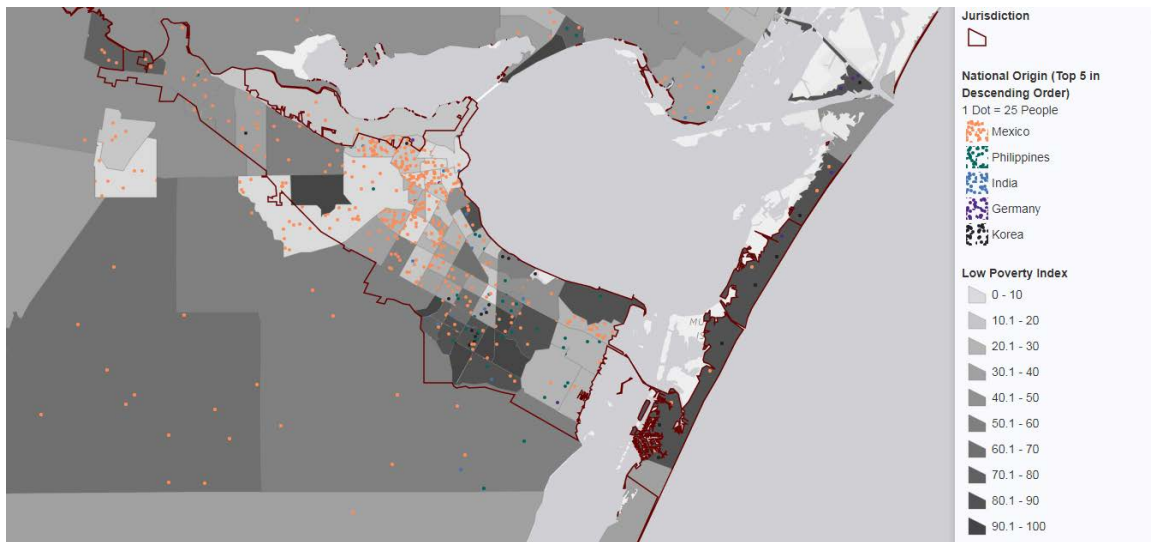 Jurisdiction
National Origin (Top 5 in
Descending Order)
1 Dot = 25 People
Mexico
Philippines
India
Germany
Korea
Low Poverty Index
0 - 10
10.1 - 20
20.1 - 30
30.1 - 40
40.1 - 50
50.1 - 60
60.1 - 70
70.1 - 80
80.1 - 90
90.1 - 100